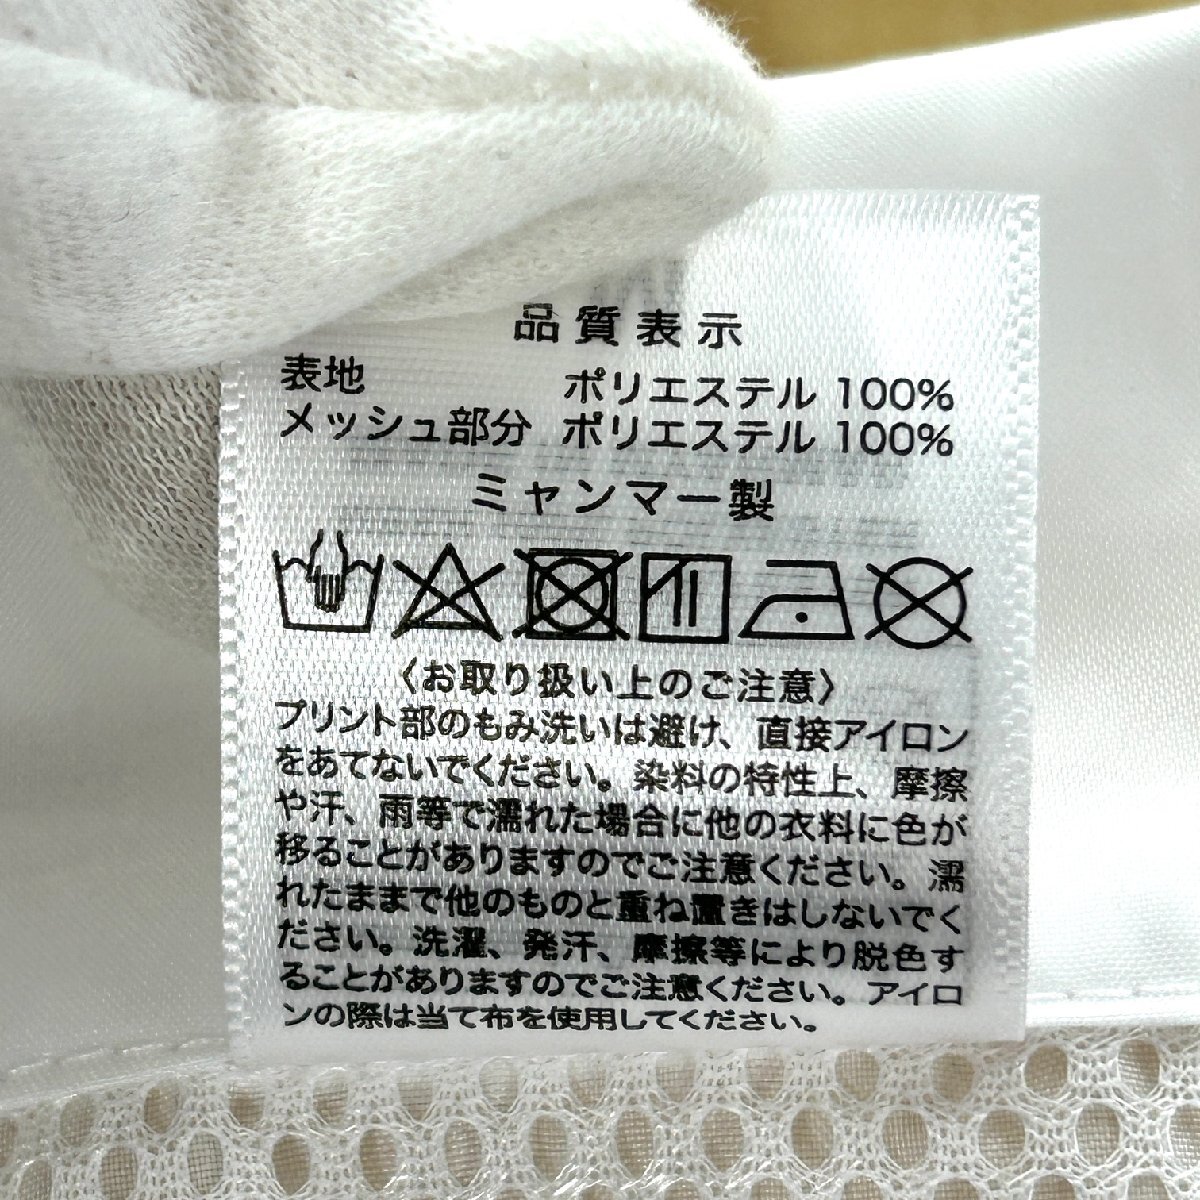 品質表示
表地 ポリエステル 100%
メッシュ部分 ポリエステル 100%
ミャンマー製
〈お取り扱い上のご注意〉
プリント部のもみ洗いは避け、直接アイロン
をあてないでください。染料の特性上、摩擦
や汗、雨等で濡れた場合に他の衣料に色が
移ることがありますのでご注意ください。濡
れたままで他のものと重ね置きはしないでく
ださい。洗濯、発汗、摩擦等により脱色す
ることがありますのでご注意ください。アイロ
ンの際は当て布を使用してください。